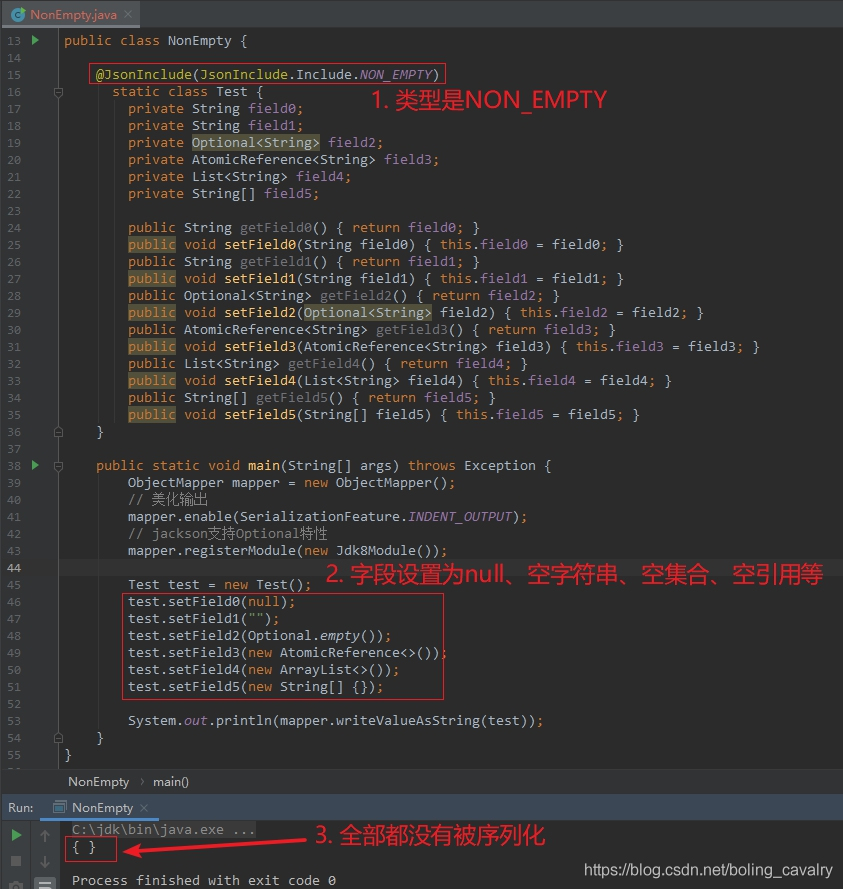 NonEmpty.java
13 public class NonEmpty {
14
15 @JsonInclude(JsonInclude.Include.NON_EMPTY)
1. 类型是NON_EMPTY
16 static class Test {
17 private String field0;
18 private String field1;
19 private Optional<String> field2;
20 private AtomicReference<String> field3;
21 private List<String> field4;
22 private String[] field5;
23
24 public String getField0() { return field0; }
25 public void setField0(String field0) { this.field0 = field0; }
26 public String getField1() { return field1; }
27 public void setField1(String field1) { this.field1 = field1; }
28 public Optional<String> getField2() { return field2; }
29 public void setField2(Optional<String> field2) { this.field2 = field2; }
30 public AtomicReference<String> getField3() { return field3; }
31 public void setField3(AtomicReference<String> field3) { this.field3 = field3; }
32 public List<String> getField4() { return field4; }
33 public void setField4(List<String> field4) { this.field4 = field4; }
34 public String[] getField5() { return field5; }
35 public void setField5(String[] field5) { this.field5 = field5; }
36 }
37
38 public static void main(String[] args) throws Exception {
39 ObjectMapper mapper = new ObjectMapper();
40 // 美化输出
41 mapper.enable(SerializationFeature.INDENT_OUTPUT);
42 // jackson支持Optional特性
43 mapper.registerModule(new Jdk8Module());
44
2. 字段设置为null、空字符串、空集合、空引用等
45 Test test = new Test();
46 test.setField0(null);
47 test.setField1("");
48 test.setField2(Optional.empty());
49 test.setField3(new AtomicReference<>());
50 test.setField4(new ArrayList<>());
51 test.setField5(new String[] {});
52
53 System.out.println(mapper.writeValueAsString(test));
54 }
55 }
NonEmpty › main()
Run: NonEmpty
C:\jdk\bin\java.exe ...
3. 全部都没有被序列化
{ }
https://blog.csdn.net/boling_cavalry
Process finished with exit code 0